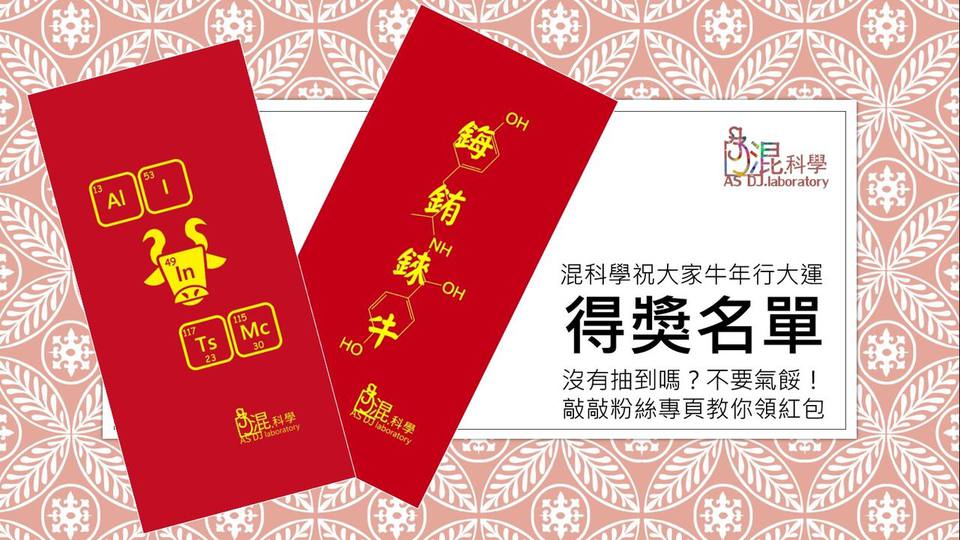 13
Al
53
I
49
In
117
Ts
23
115
Mc
30
混.科學
AS DJ laboratory
OH
鋂
銪
NH
錸
OH
牛
HO
混.科學
AS DJ laboratory
混.科學
AS DJ.laboratory
混科學祝大家牛年行大運
得獎名單
沒有抽到嗎？不要氣餒！
敲敲粉絲專頁教你領紅包